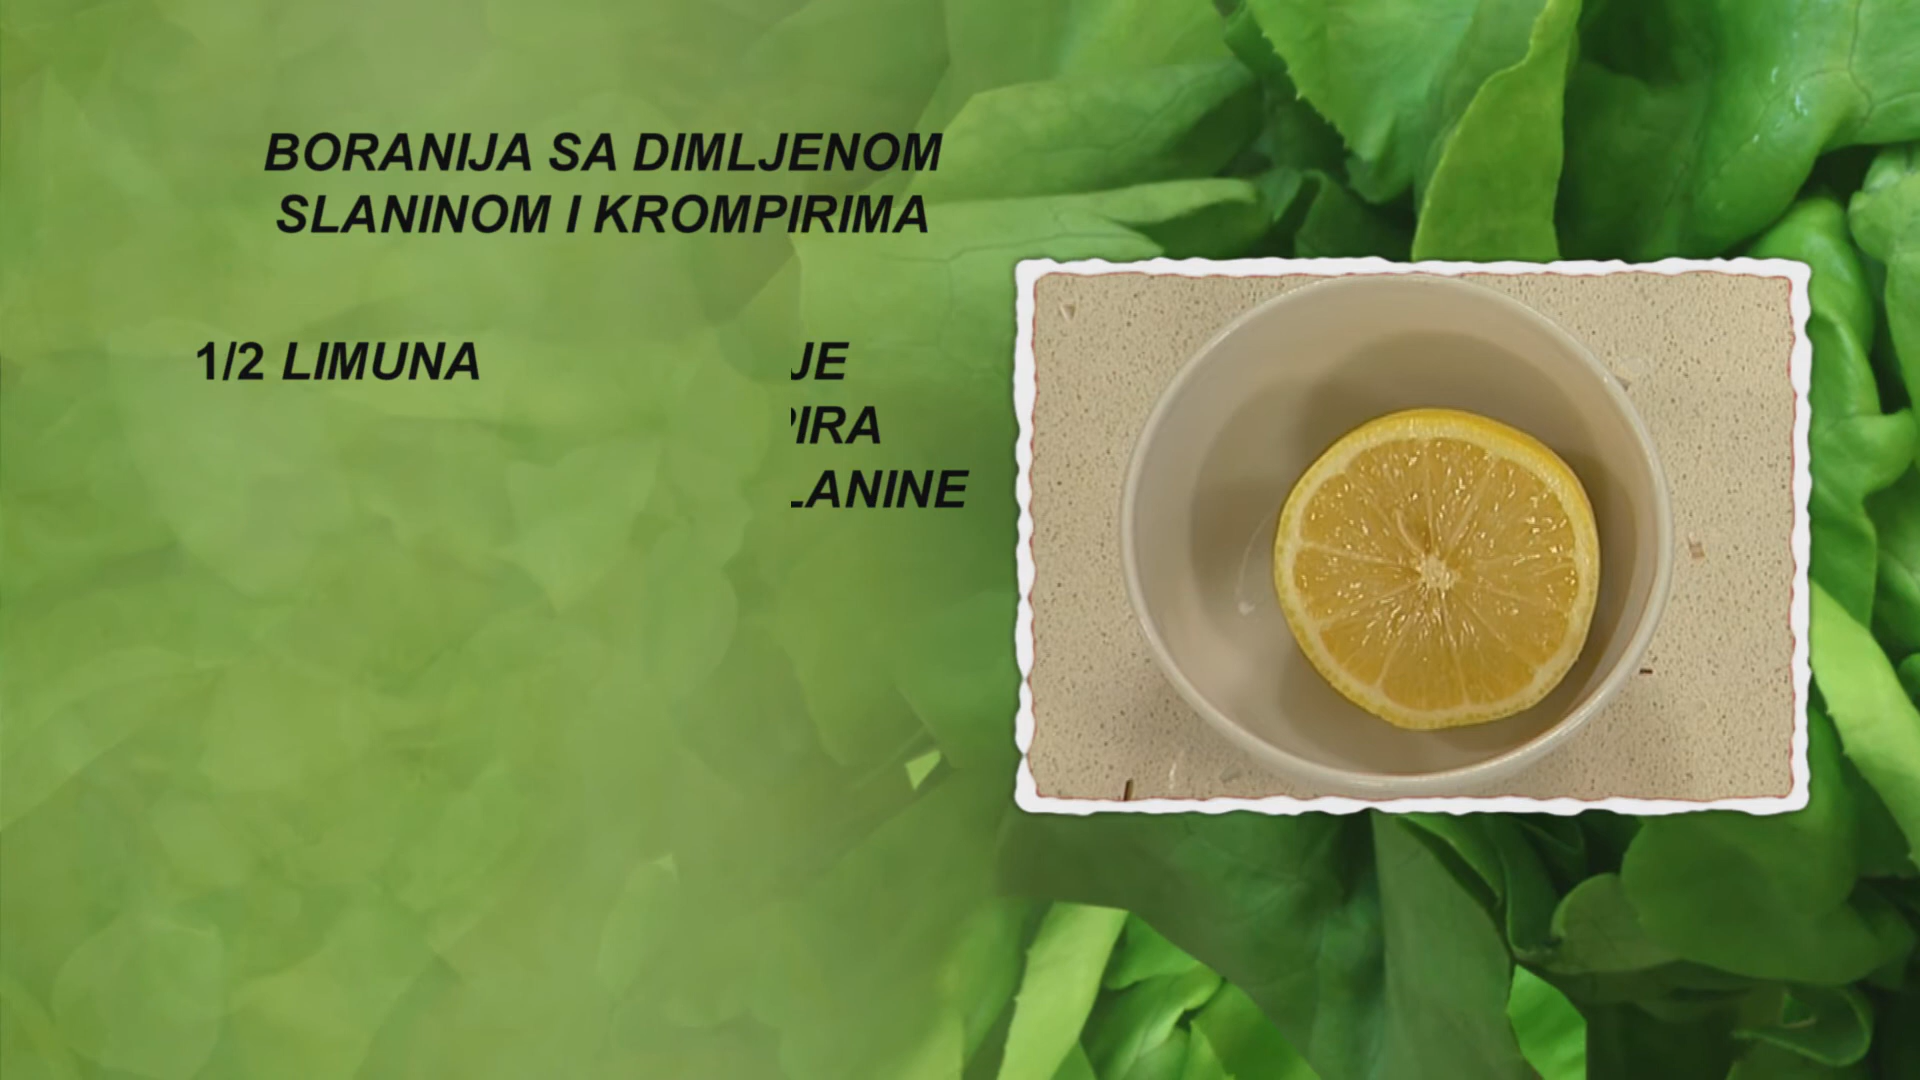 BORANIJA SA DIMLJENOM
SLANINOM I KROMPIRIMA
1/2 LIMUNA
JE
IRA
LANINE